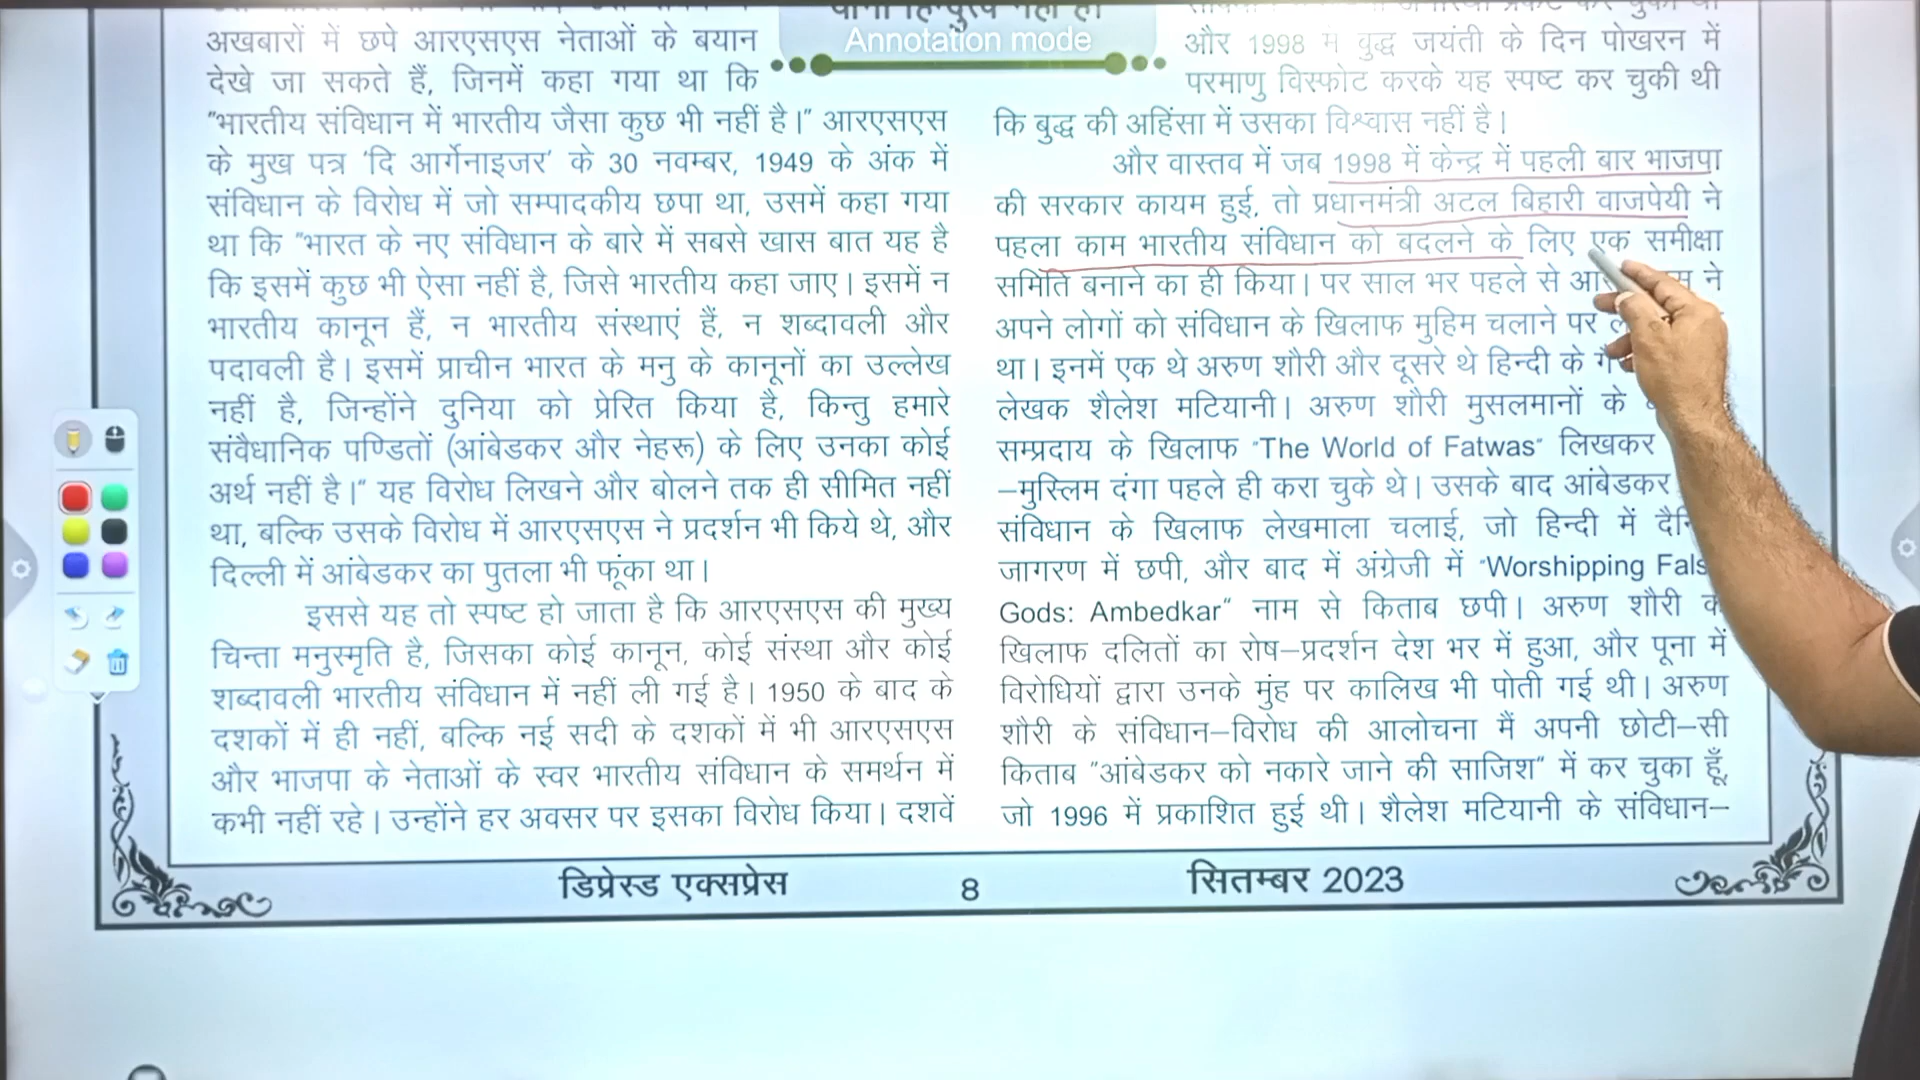 Annotation mode
अखबारों में छपे आरएसएस नेताओं के बयान
देखे जा सकते हैं, जिनमें कहा गया था कि
"भारतीय संविधान में भारतीय जैसा कुछ भी नहीं है।" आरएसएस
के मुख पत्र 'दि आर्गेनाइजर' के 30 नवम्बर, 1949 के अंक में
संविधान के विरोध में जो सम्पादकीय छपा था, उसमें कहा गया
था कि "भारत के नए संविधान के बारे में सबसे खास बात यह है
कि इसमें कुछ भी ऐसा नहीं है, जिसे भारतीय कहा जाए। इसमें न
भारतीय कानून हैं, न भारतीय संस्थाएं हैं, न शब्दावली और
पदावली है। इसमें प्राचीन भारत के मनु के कानूनों का उल्लेख
नहीं है, जिन्होंने दुनिया को प्रेरित किया है, किन्तु हमारे
संवैधानिक पण्डितों (आंबेडकर और नेहरू) के लिए उनका कोई
अर्थ नहीं है।" यह विरोध लिखने और बोलने तक ही सीमित नहीं
था, बल्कि उसके विरोध में आरएसएस ने प्रदर्शन भी किये थे, और
दिल्ली में आंबेडकर का पुतला भी फूंका था।
इससे यह तो स्पष्ट हो जाता है कि आरएसएस की मुख्य
चिन्ता मनुस्मृति है, जिसका कोई कानून, कोई संस्था और कोई
शब्दावली भारतीय संविधान में नहीं ली गई है। 1950 के बाद के
दशकों में ही नहीं, बल्कि नई सदी के दशकों में भी आरएसएस
और भाजपा के नेताओं के स्वर भारतीय संविधान के समर्थन में
कभी नहीं रहे। उन्होंने हर अवसर पर इसका विरोध किया। दशवें
और 1998 में बुद्ध जयंती के दिन पोखरन में
परमाणु विस्फोट करके यह स्पष्ट कर चुकी थी
कि बुद्ध की अहिंसा में उसका विश्वास नहीं है।
और वास्तव में जब 1998 में केन्द्र में पहली बार भाजपा
की सरकार कायम हुई, तो प्रधानमंत्री अटल बिहारी वाजपेयी ने
पहला काम भारतीय संविधान को बदलने के लिए एक समीक्षा
समिति बनाने का ही किया। पर साल भर पहले से ने
अपने लोगों को संविधान के खिलाफ मुहिम चलाने पर
था। इनमें एक थे अरुण शौरी और दूसरे थे हिन्दी के
लेखक शैलेश मटियानी। अरुण शौरी मुसलमानों के
सम्प्रदाय के खिलाफ "The World of Fatwas" लिखकर
–मुस्लिम दंगा पहले ही करा चुके थे। उसके बाद आंबेडकर
संविधान के खिलाफ लेखमाला चलाई, जो हिन्दी में
जागरण में छपी, और बाद में अंग्रेजी में "Worshipping
Gods: Ambedkar" नाम से किताब छपी। अरुण शौरी
खिलाफ दलितों का रोष–प्रदर्शन देश भर में हुआ, और पूना में
विरोधियों द्वारा उनके मुंह पर कालिख भी पोती गई थी। अरुण
शौरी के संविधान–विरोध की आलोचना मैं अपनी छोटी–सी
किताब "आंबेडकर को नकारे जाने की साजिश" में कर चुका हूँ,
जो 1996 में प्रकाशित हुई थी। शैलेश मटियानी के संविधान–
डिप्रेस्ड एक्सप्रेस 8 सितम्बर 2023